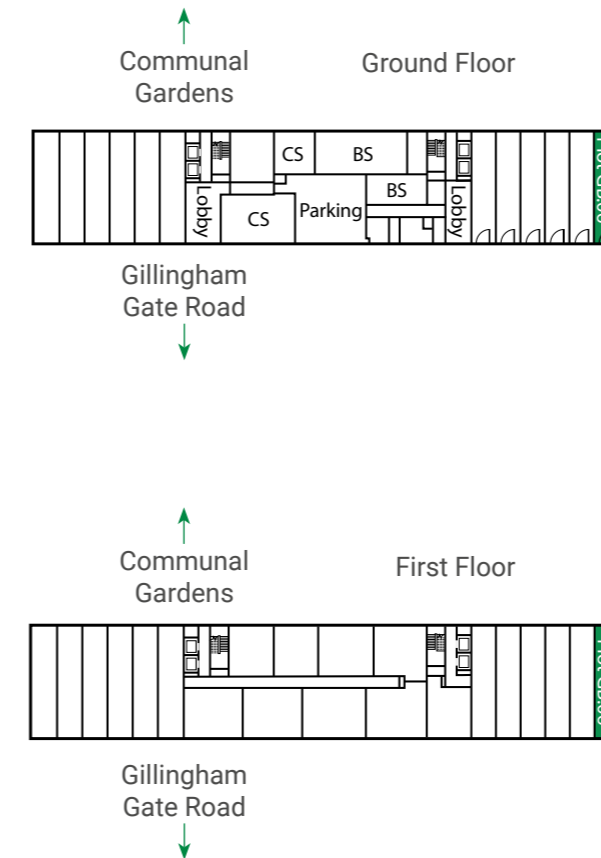 Communal
Gardens
Ground Floor
CS
BS
BS
Lobby
CS
Parking
Lobby
Gillingham
Gate Road
Communal
Gardens
First Floor
Gillingham
Gate Road